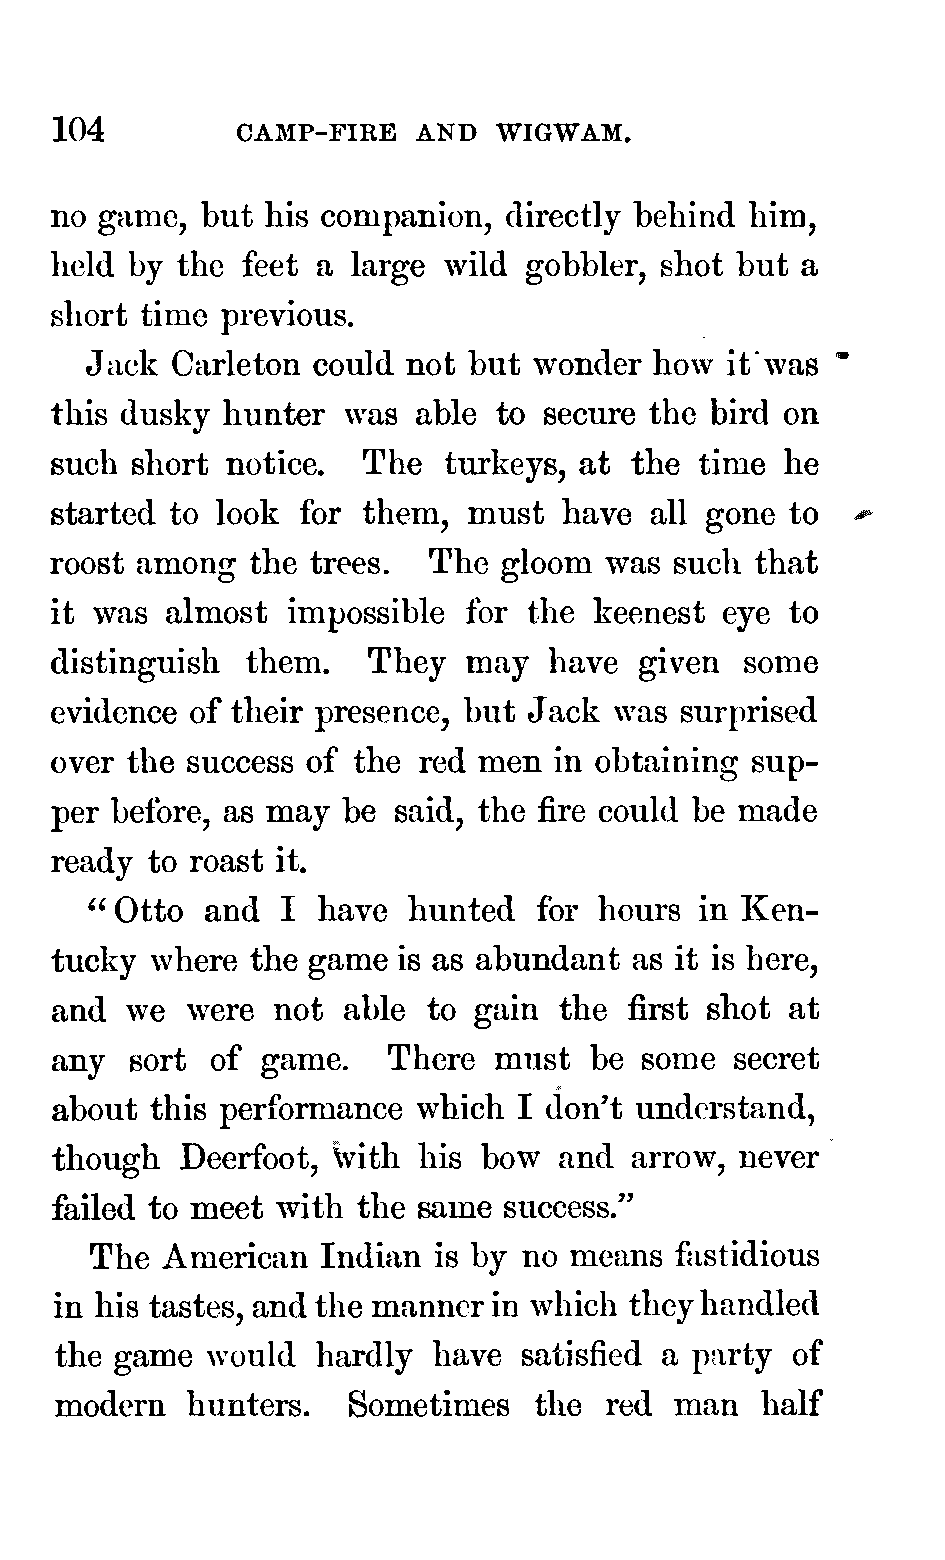 104 CAMP-FIRE AND WIGWAM.
no game, but his companion, directly behind him,
held by the feet a large wild gobbler, shot but a
short time previous.
Jack Carleton could not but wonder how it was
this dusky hunter was able to secure the bird on
such short notice. The turkeys, at the time he
started to look for them, must have all gone to
roost among the trees. The gloom was such that
it was almost impossible for the keenest eye to
distinguish them. They may have given some
evidence of their presence, but Jack was surprised
over the success of the red men in obtaining sup-
per before, as may be said, the fire could be made
ready to roast it.
“Otto and I have hunted for hours in Ken-
tucky where the game is as abundant as it is here,
and we were not able to gain the first shot at
any sort of game. There must be some secret
about this performance which I don't understand,
though Deerfoot, with his bow and arrow, never
failed to meet with the same success.”
The American Indian is by no means fastidious
in his tastes, and the manner in which they handled
the game would hardly have satisfied a party of
modern hunters. Sometimes the red man half